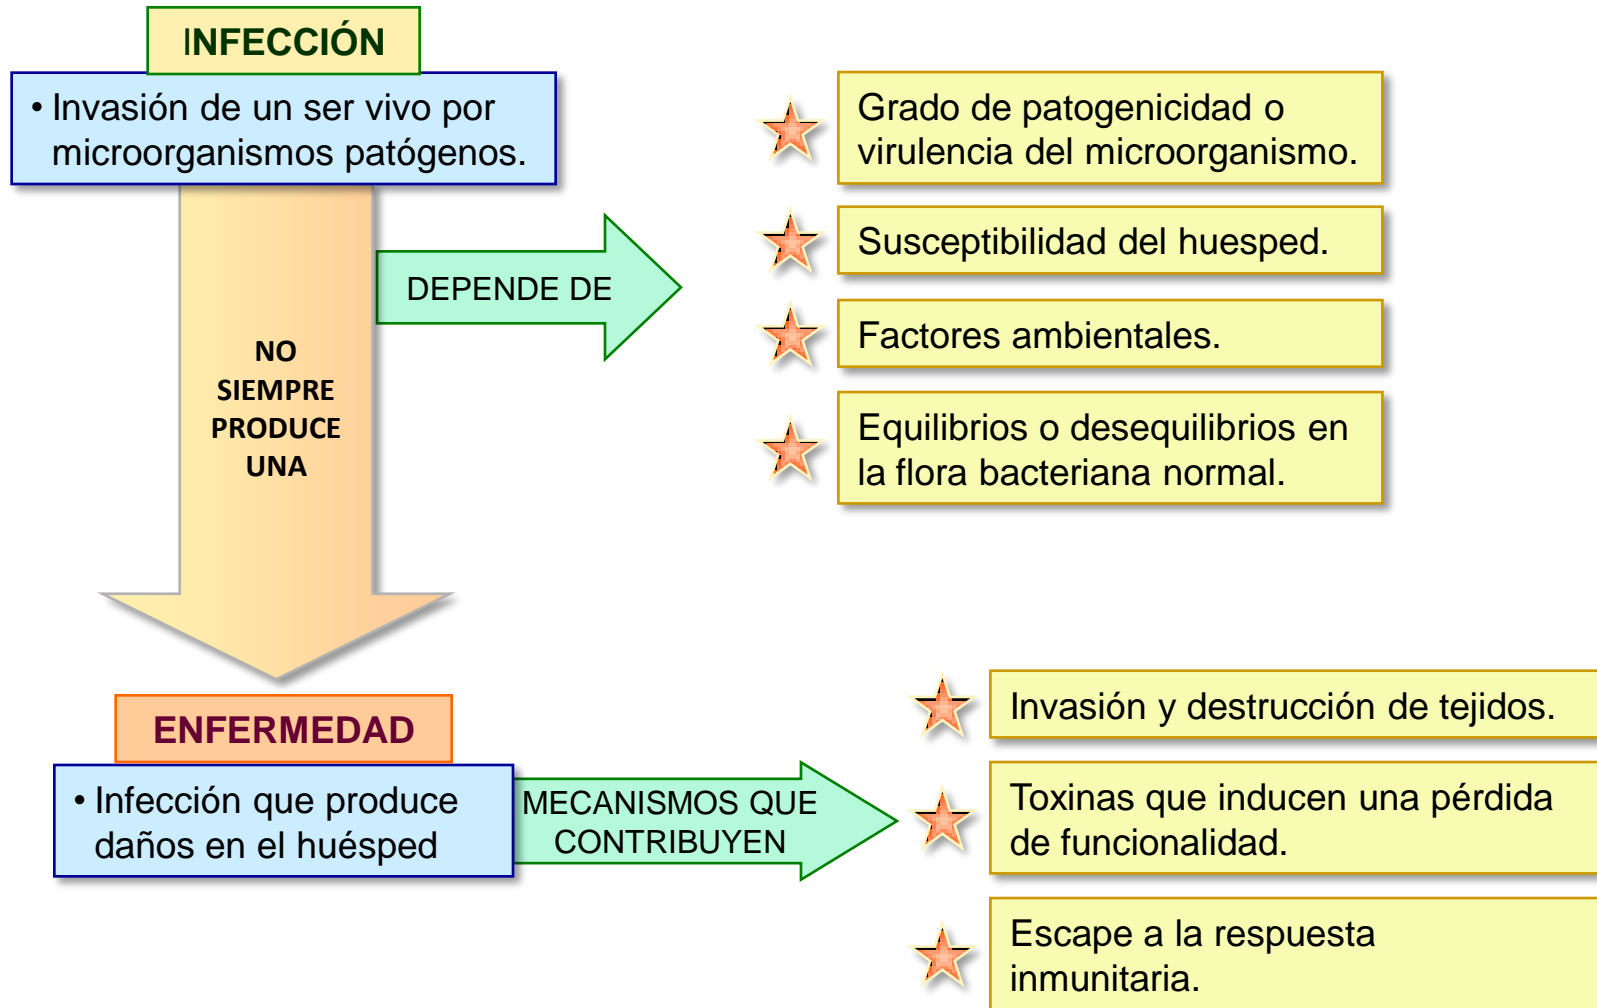 INFECCIÓN
• Invasión de un ser vivo por
microorganismos patógenos.
NO
SIEMPRE
PRODUCE
UNA
DEPENDE DE
Grado de patogenicidad o
virulencia del microorganismo.
Susceptibilidad del huesped.
Factores ambientales.
Equilibrios o desequilibrios en
la flora bacteriana normal.
ENFERMEDAD
• Infección que produce
daños en el huésped
MECANISMOS QUE
CONTRIBUYEN
Invasión y destrucción de tejidos.
Toxinas que inducen una pérdida
de funcionalidad.
Escape a la respuesta
inmunitaria.